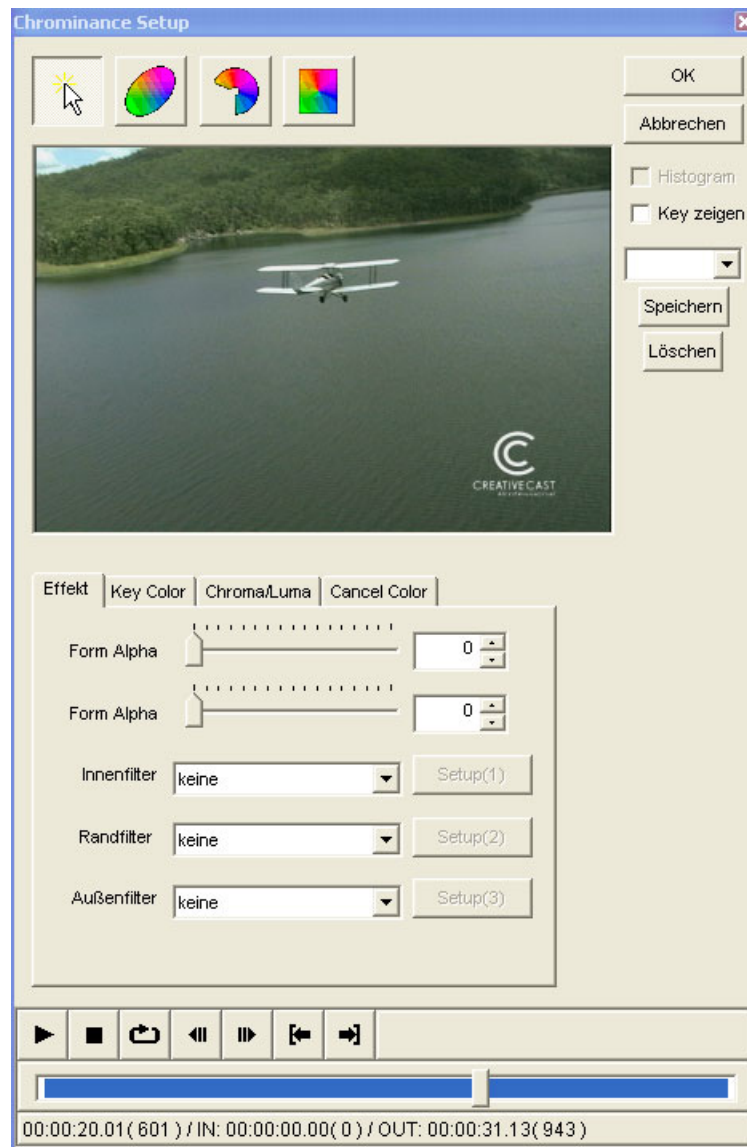 Chrominance Setup
OK
Abbrechen
Histogram
Key zeigen
Speichern
Löschen
CREATIVE CAST
Effekt
Key Color
Chroma/Luma
Cancel Color
Form Alpha
0
Form Alpha
0
Innenfilter
keine
Setup(1)
Randfilter
keine
Setup(2)
Außenfilter
keine
Setup(3)
00:00:20.01( 601 ) / IN: 00:00:00.00( 0 ) / OUT: 00:00:31.13( 943 )